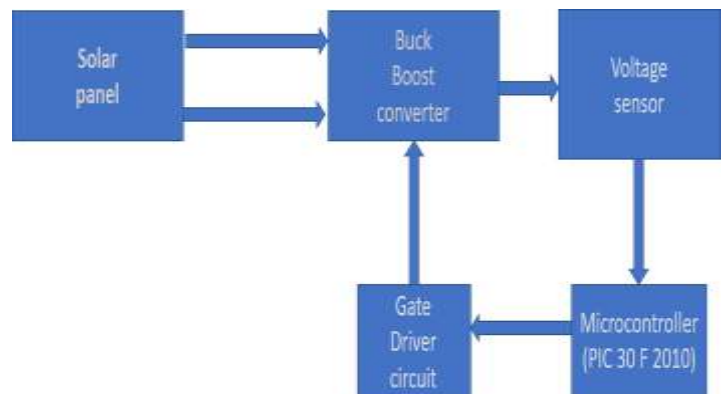 Solar
panel
Buck
Boost
converter
Voltage
sensor
Gate
Driver
circuit
Microcontroller
(PIC 30 F 2010)